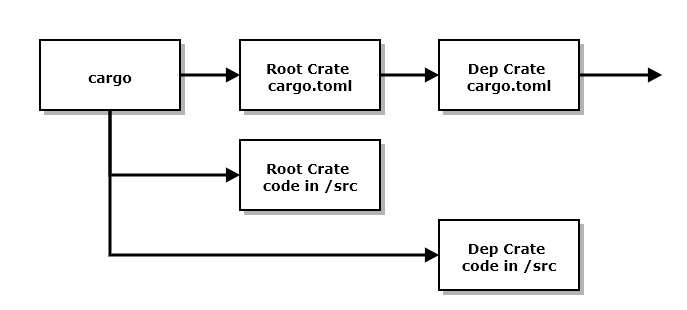 cargo
Root Crate
cargo.toml
Dep Crate
cargo.toml
Root Crate
code in /src
Dep Crate
code in /src